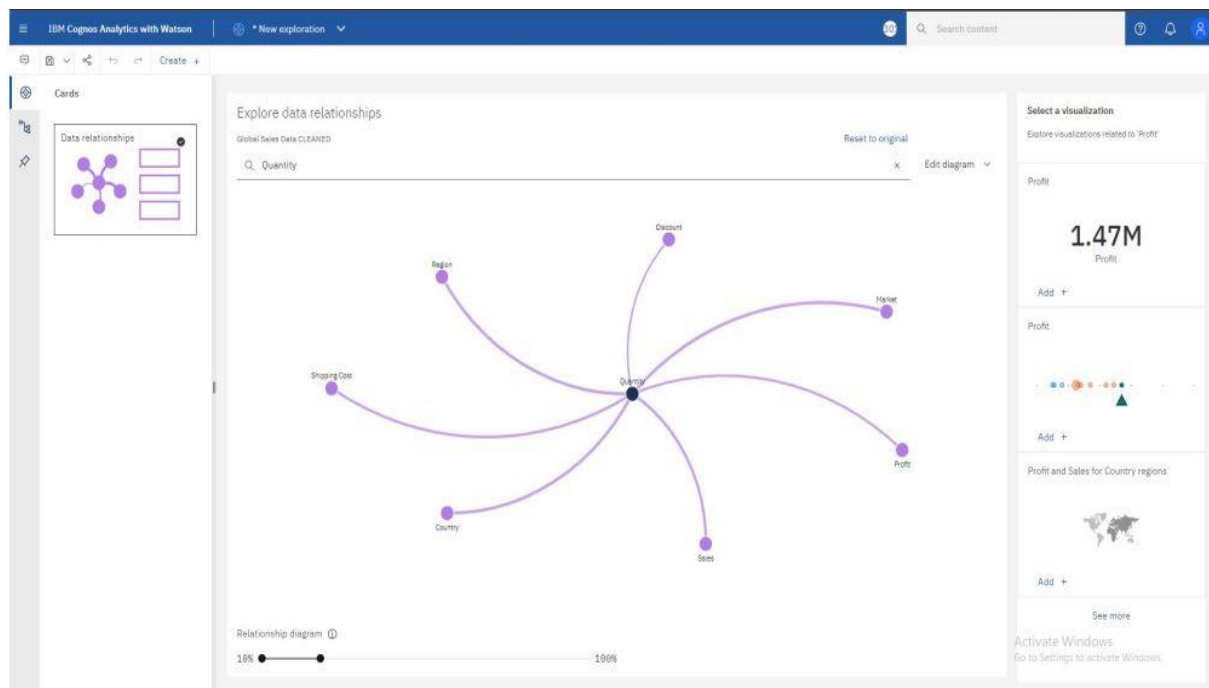 IBM Cognos Analytics with Watson
* New exploration
Search content
Create +
Cards
Data relationships
Explore data relationships
Global Sales Data CLEANED
Reset to original
Quantity
Edit diagram
Discount
Region
Market
Shipping Cost
Quantity
Profit
Country
Sales
Relationship diagram
10%
100%
Select a visualization
Explore visualizations related to 'Profit'
Profit
1.47M
Profit
Add +
Profit
Add +
Profit and Sales for Country regions
Add +
See more
Activate Windows
Go to Settings to activate Windows.